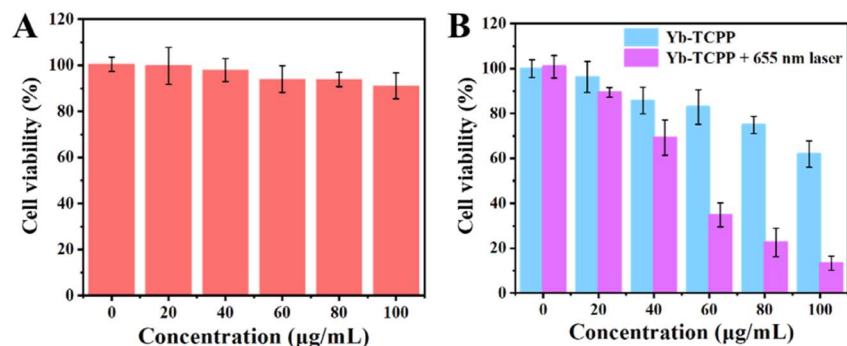 A
120
100
80
60
40
20
0
Cell viability (%)
0 20 40 60 80 100
Concentration (μg/mL)
B
120
100
80
60
40
20
0
Cell viability (%)
Yb-TCPP
Yb-TCPP + 655 nm laser
0 20 40 60 80 100
Concentration (μg/mL)